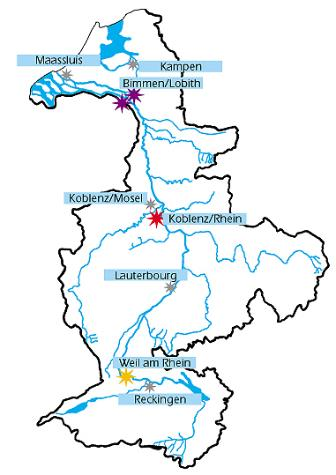 Maassluis
Kampen
Bimmen/Lobith
Koblenz/Mosel
Koblenz/Rhein
Lauterbourg
Weil am Rhein
Reckingen